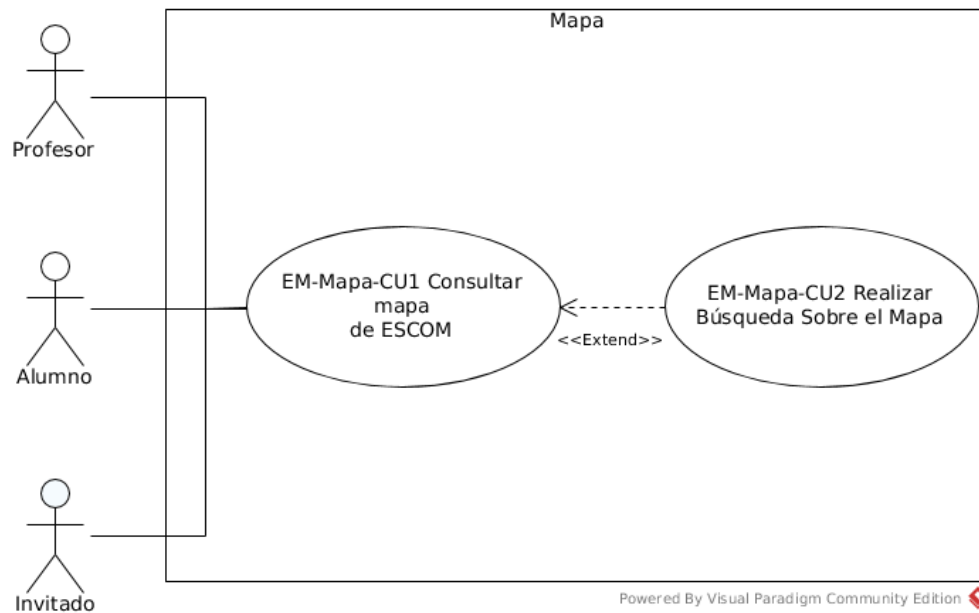 Mapa
Profesor
EM-Mapa-CU1 Consultar
mapa
de ESCOM
EM-Mapa-CU2 Realizar
Búsqueda Sobre el Mapa
<<Extend>>
Alumno
Invitado
Powered By Visual Paradigm Community Edition